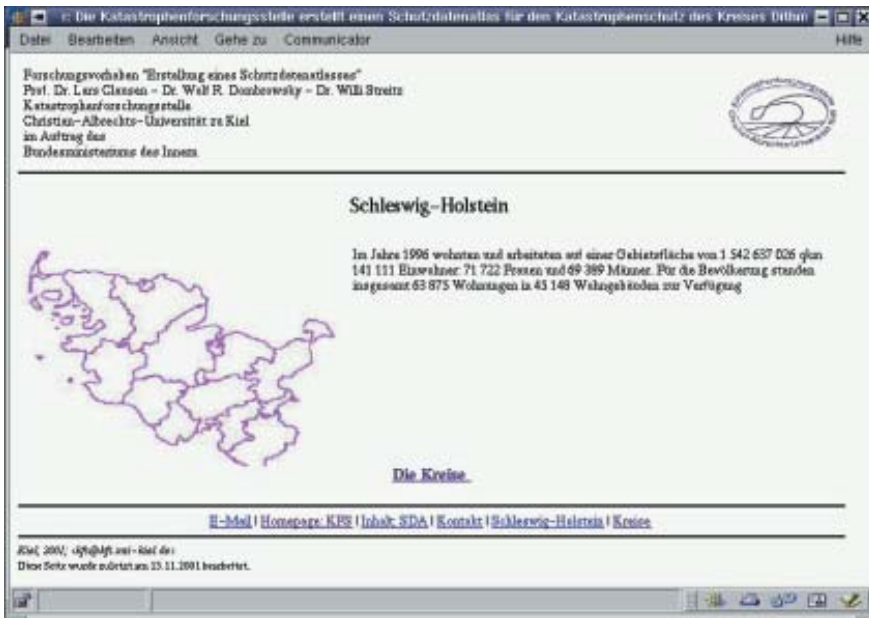 Die Katastrophenforschungsstelle erstellt einen Schutzdatenatlas für den Katastrophenschutz des Kreises Dithm
Datei Bearbeiten Ansicht Gehe zu Communicator Hilfe
Forschungsvorhaben "Erstellung eines Schutzdatenatlasses"
Prof. Dr. Lars Clausen - Dr. Wolf R. Dombrowsky - Dr. Willi Streitz
Katastrophenforschungsstelle
Christian-Albrechts-Universität zu Kiel
im Auftrag des
Bundesministeriums des Innern
Schleswig-Holstein
Im Jahre 1996 wohnten und arbeiteten auf einer Gebietsfläche von 1 542 637 026 qkm
141 111 Einwohner: 71 722 Frauen und 69 389 Männer. Für die Bevölkerung standen
insgesamt 63 875 Wohnungen in 45 148 Wohngebäuden zur Verfügung
Die Kreise
E-Mail | Homepage: KFS | Inhalt: SDA | Kontakt | Schleswig-Holstein | Kreise
Kiel, 2001;
Diese Seite wurde zuletzt am 13.11.2001 bearbeitet.